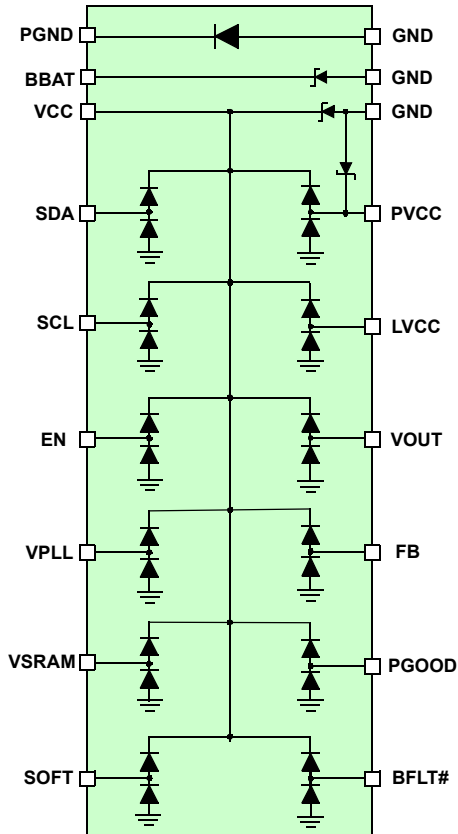 PGND GND
BBAT GND
VCC GND
SDA PVCC
SCL LVCC
EN VOUT
VPLL FB
VSRAM PGOOD
SOFT BFLT#